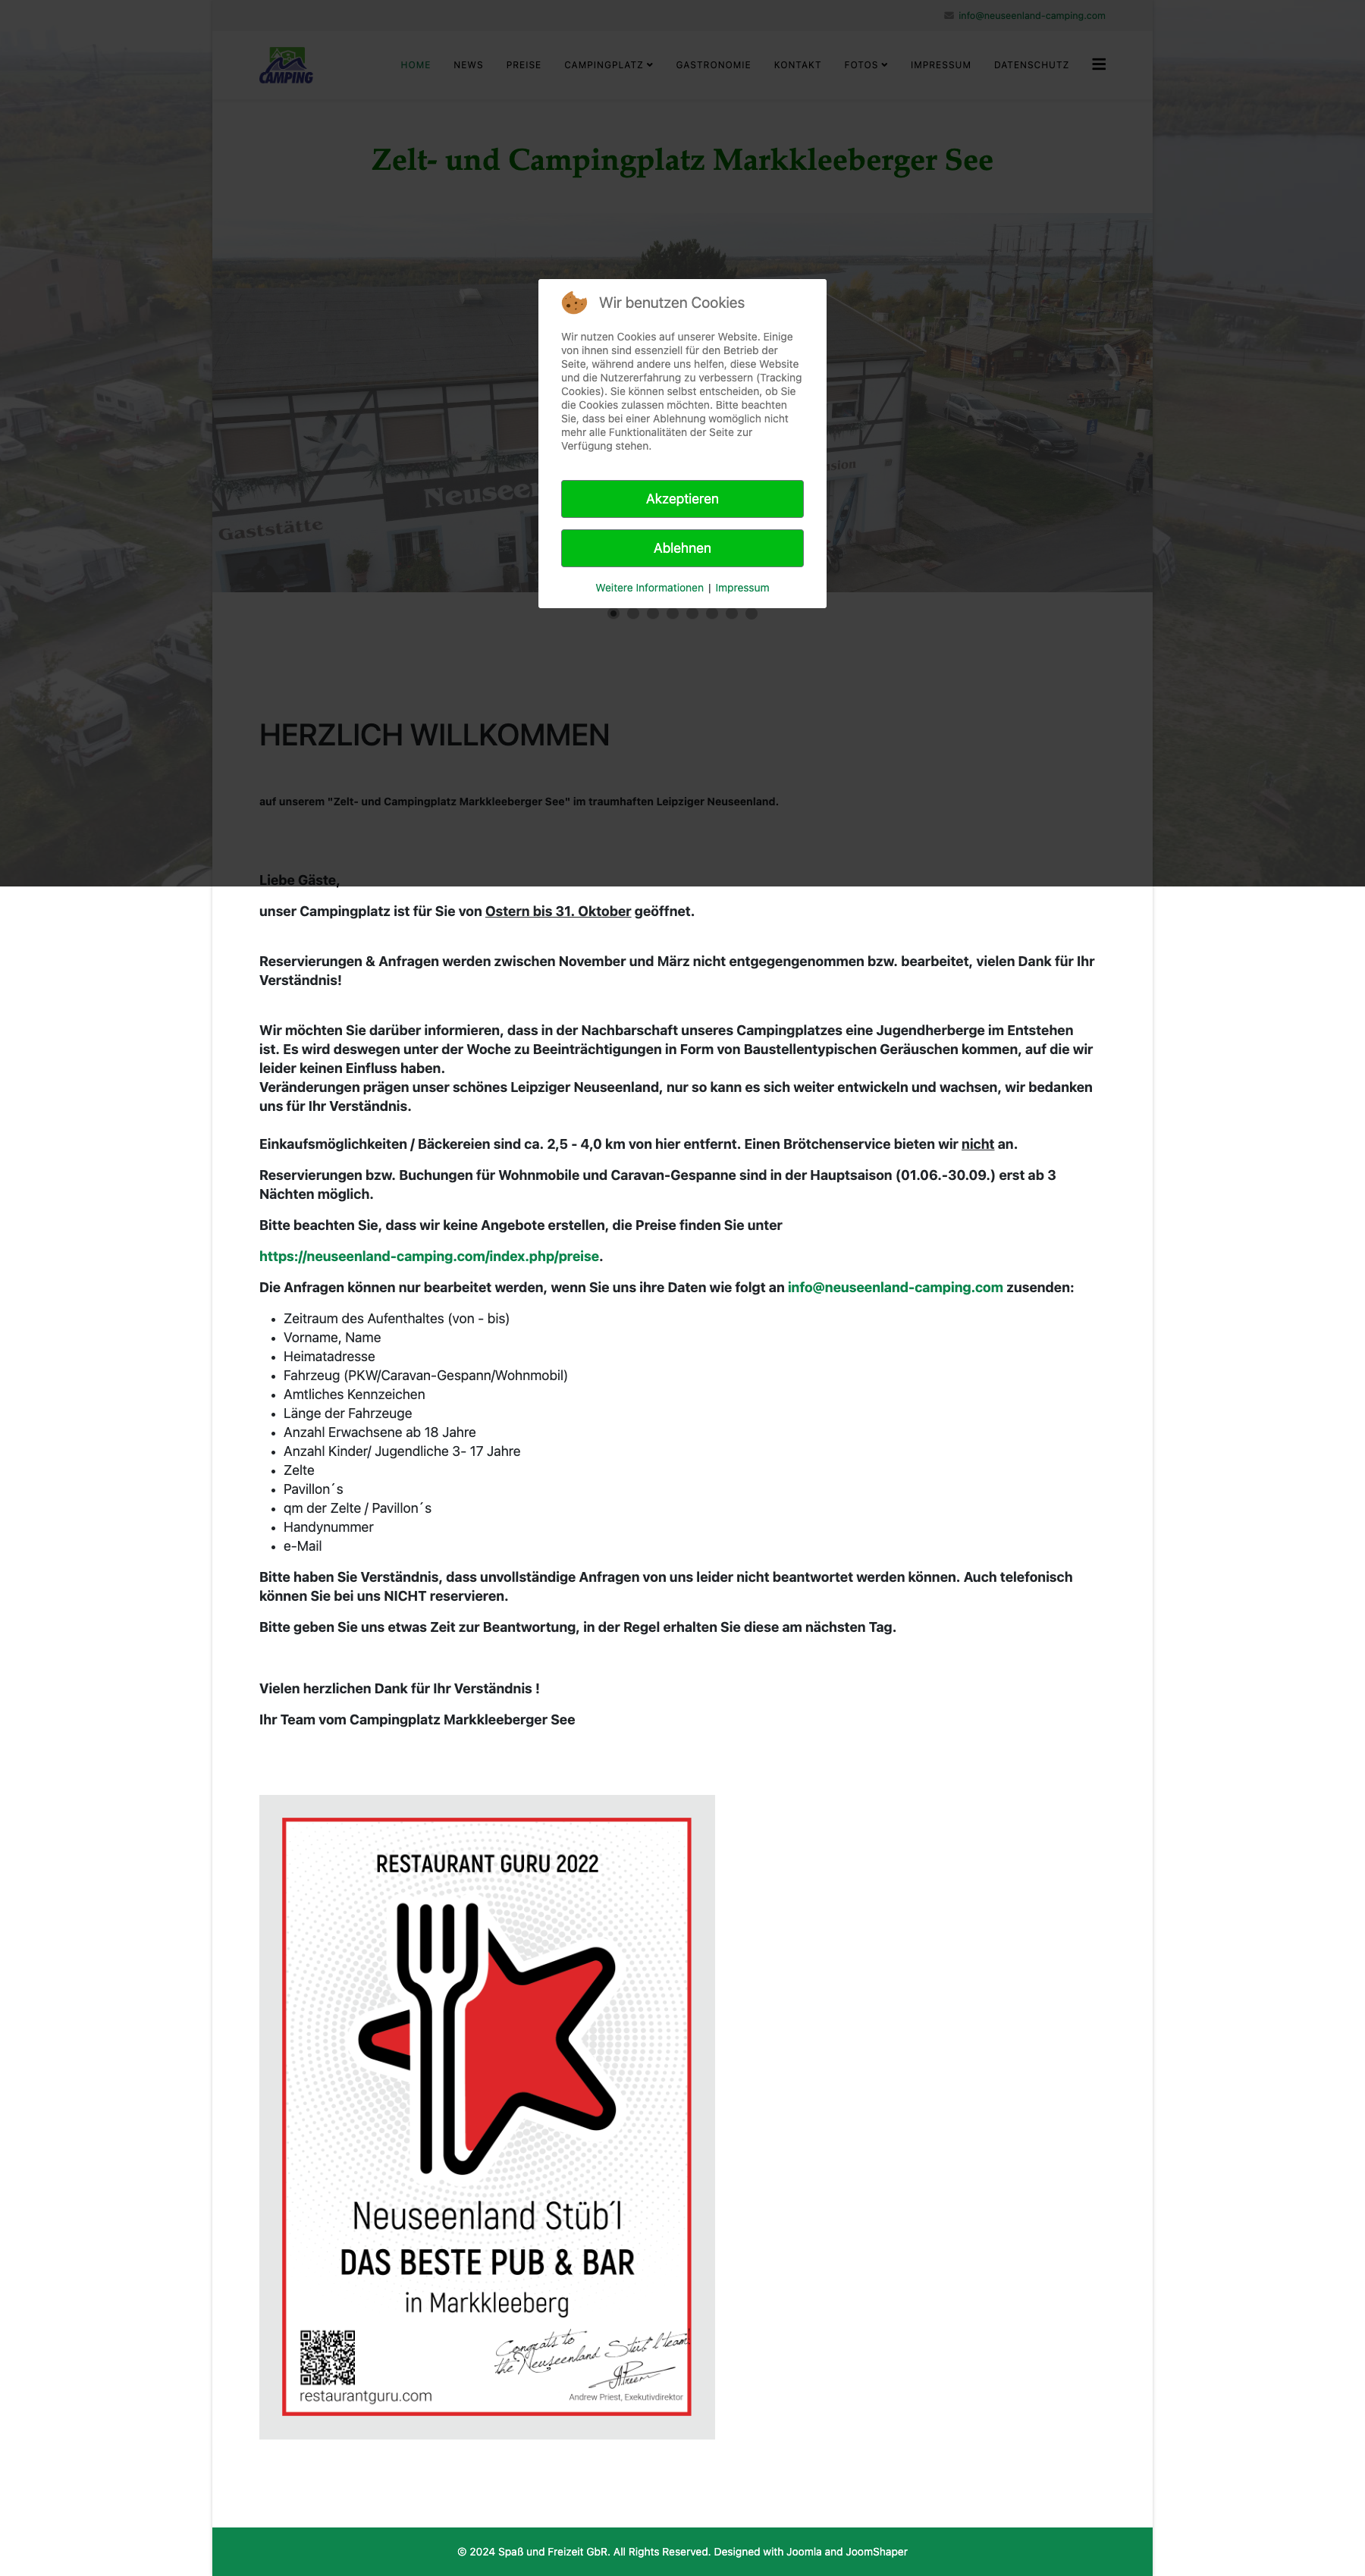 info@neuseenland-camping.com
CAMPING
HOME NEWS PREISE CAMPINGPLATZ GASTRONOMIE KONTAKT FOTOS IMPRESSUM DATENSCHUTZ
Zelt- und Campingplatz Markkleeberger See
Wir benutzen Cookies
Wir nutzen Cookies auf unserer Website. Einige
von ihnen sind essenziell für den Betrieb der
Seite, während andere uns helfen, diese Website
und die Nutzererfahrung zu verbessern (Tracking
Cookies). Sie können selbst entscheiden, ob Sie
die Cookies zulassen möchten. Bitte beachten
Sie, dass bei einer Ablehnung womöglich nicht
mehr alle Funktionalitäten der Seite zur
Verfügung stehen.
Akzeptieren
Ablehnen
Weitere Informationen | Impressum
Gaststätte
HERZLICH WILLKOMMEN
auf unserem "Zelt- und Campingplatz Markkleeberger See" im traumhaften Leipziger Neuseenland.
Liebe Gäste,
unser Campingplatz ist für Sie von Ostern bis 31. Oktober geöffnet.
Reservierungen & Anfragen werden zwischen November und März nicht entgegengenommen bzw. bearbeitet, vielen Dank für Ihr
Verständnis!
Wir möchten Sie darüber informieren, dass in der Nachbarschaft unseres Campingplatzes eine Jugendherberge im Entstehen
ist. Es wird deswegen unter der Woche zu Beeinträchtigungen in Form von Baustellentypischen Geräuschen kommen, auf die wir
leider keinen Einfluss haben.
Veränderungen prägen unser schönes Leipziger Neuseenland, nur so kann es sich weiter entwickeln und wachsen, wir bedanken
uns für Ihr Verständnis.
Einkaufsmöglichkeiten / Bäckereien sind ca. 2,5 - 4,0 km von hier entfernt. Einen Brötchenservice bieten wir nicht an.
Reservierungen bzw. Buchungen für Wohnmobile und Caravan-Gespanne sind in der Hauptsaison (01.06.-30.09.) erst ab 3
Nächten möglich.
Bitte beachten Sie, dass wir keine Angebote erstellen, die Preise finden Sie unter
https://neuseenland-camping.com/index.php/preise.
Die Anfragen können nur bearbeitet werden, wenn Sie uns ihre Daten wie folgt an info@neuseenland-camping.com zusenden:
• Zeitraum des Aufenthaltes (von - bis)
• Vorname, Name
• Heimatadresse
• Fahrzeug (PKW/Caravan-Gespann/Wohnmobil)
• Amtliches Kennzeichen
• Länge der Fahrzeuge
• Anzahl Erwachsene ab 18 Jahre
• Anzahl Kinder/ Jugendliche 3- 17 Jahre
• Zelte
• Pavillon´s
• qm der Zelte / Pavillon´s
• Handynummer
• e-Mail
Bitte haben Sie Verständnis, dass unvollständige Anfragen von uns leider nicht beantwortet werden können. Auch telefonisch
können Sie bei uns NICHT reservieren.
Bitte geben Sie uns etwas Zeit zur Beantwortung, in der Regel erhalten Sie diese am nächsten Tag.
Vielen herzlichen Dank für Ihr Verständnis !
Ihr Team vom Campingplatz Markkleeberger See
RESTAURANT GURU 2022
Neuseenland Stüb´l
DAS BESTE PUB & BAR
in Markkleeberg
Congrats to
the Neuseenland Stüb´l team
restaurantguru.com
Andrew Priest, Exekutivdirektor
© 2024 Spaß und Freizeit GbR. All Rights Reserved. Designed with Joomla and JoomShaper